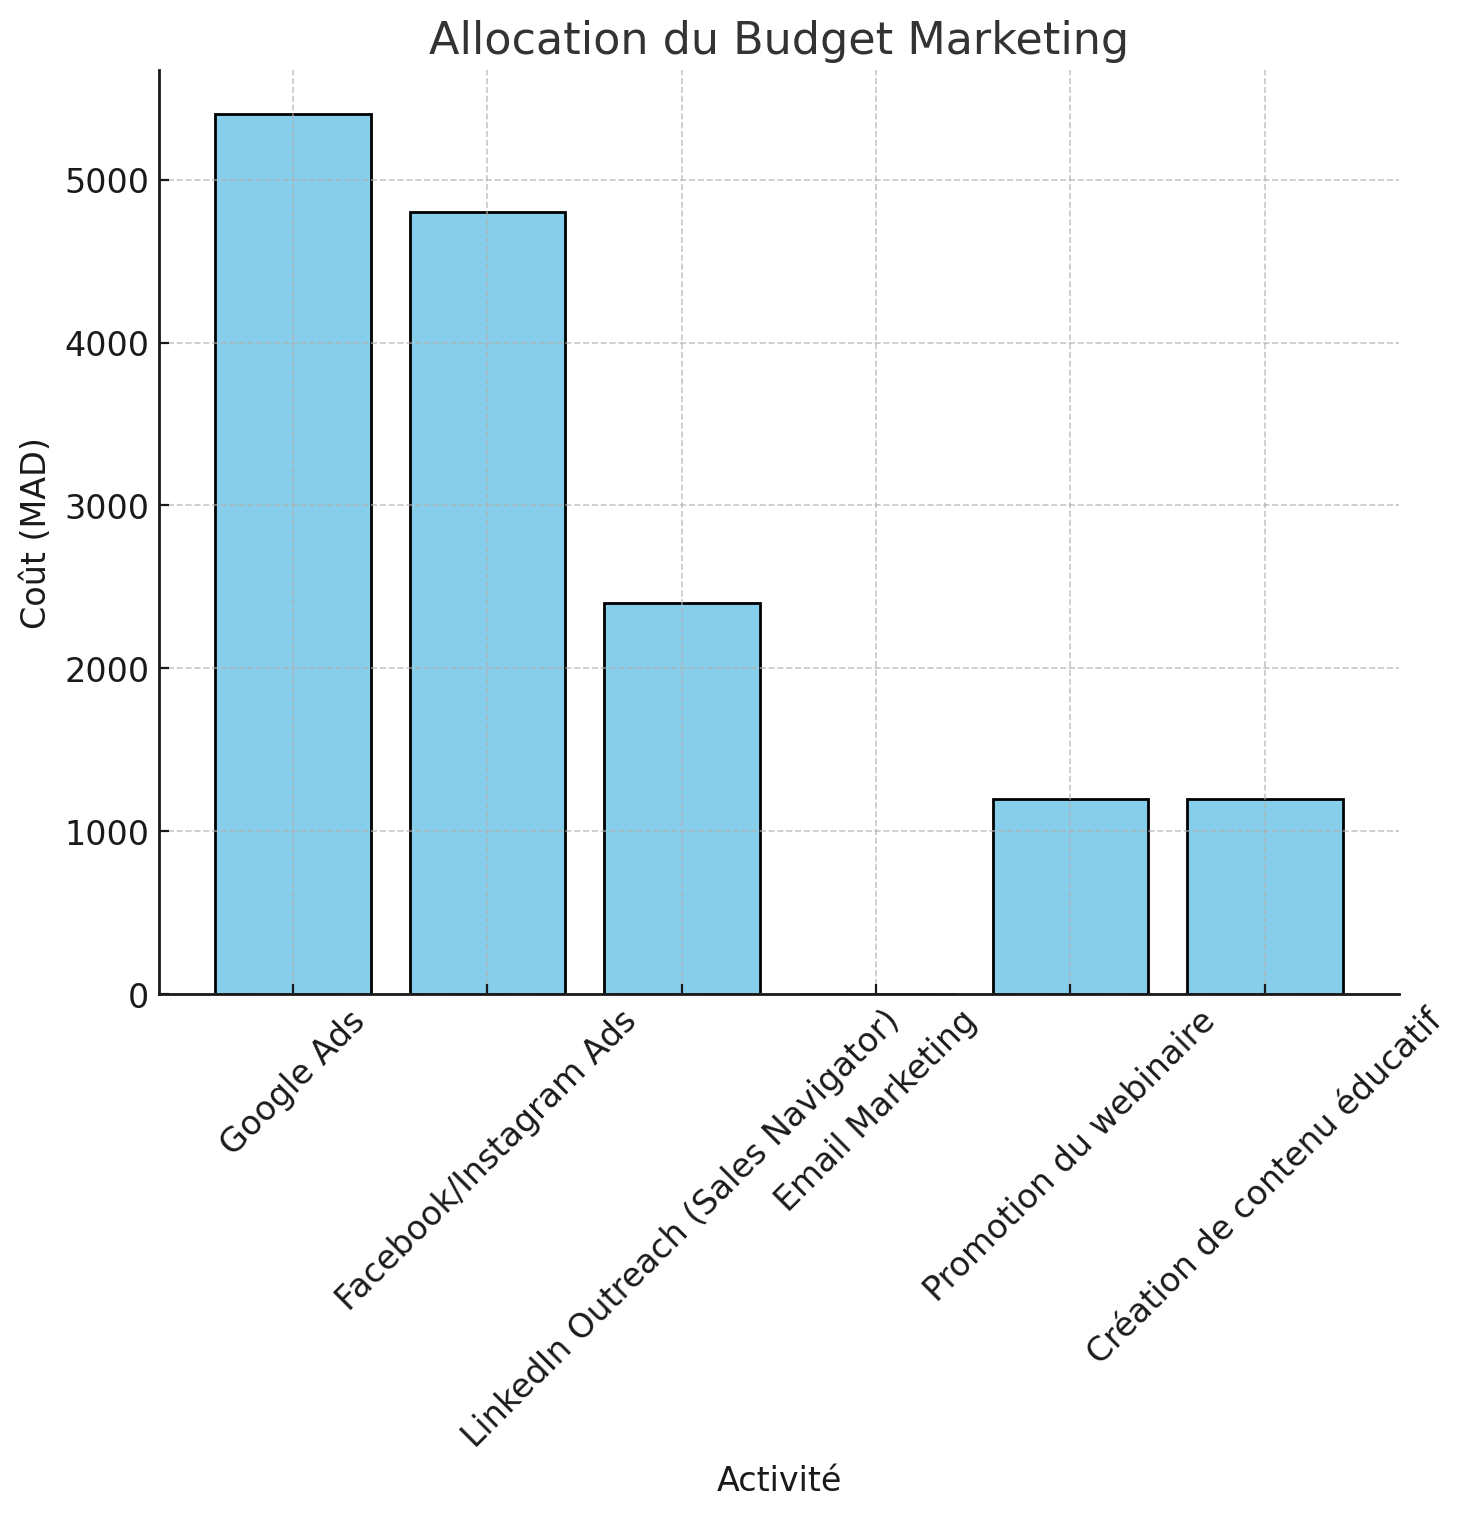 Allocation du Budget Marketing
Coût (MAD)
5000
4000
3000
2000
1000
0
Google Ads
Facebook/Instagram Ads
LinkedIn Outreach (Sales Navigator)
Email Marketing
Promotion du webinaire
Création de contenu éducatif
Activité